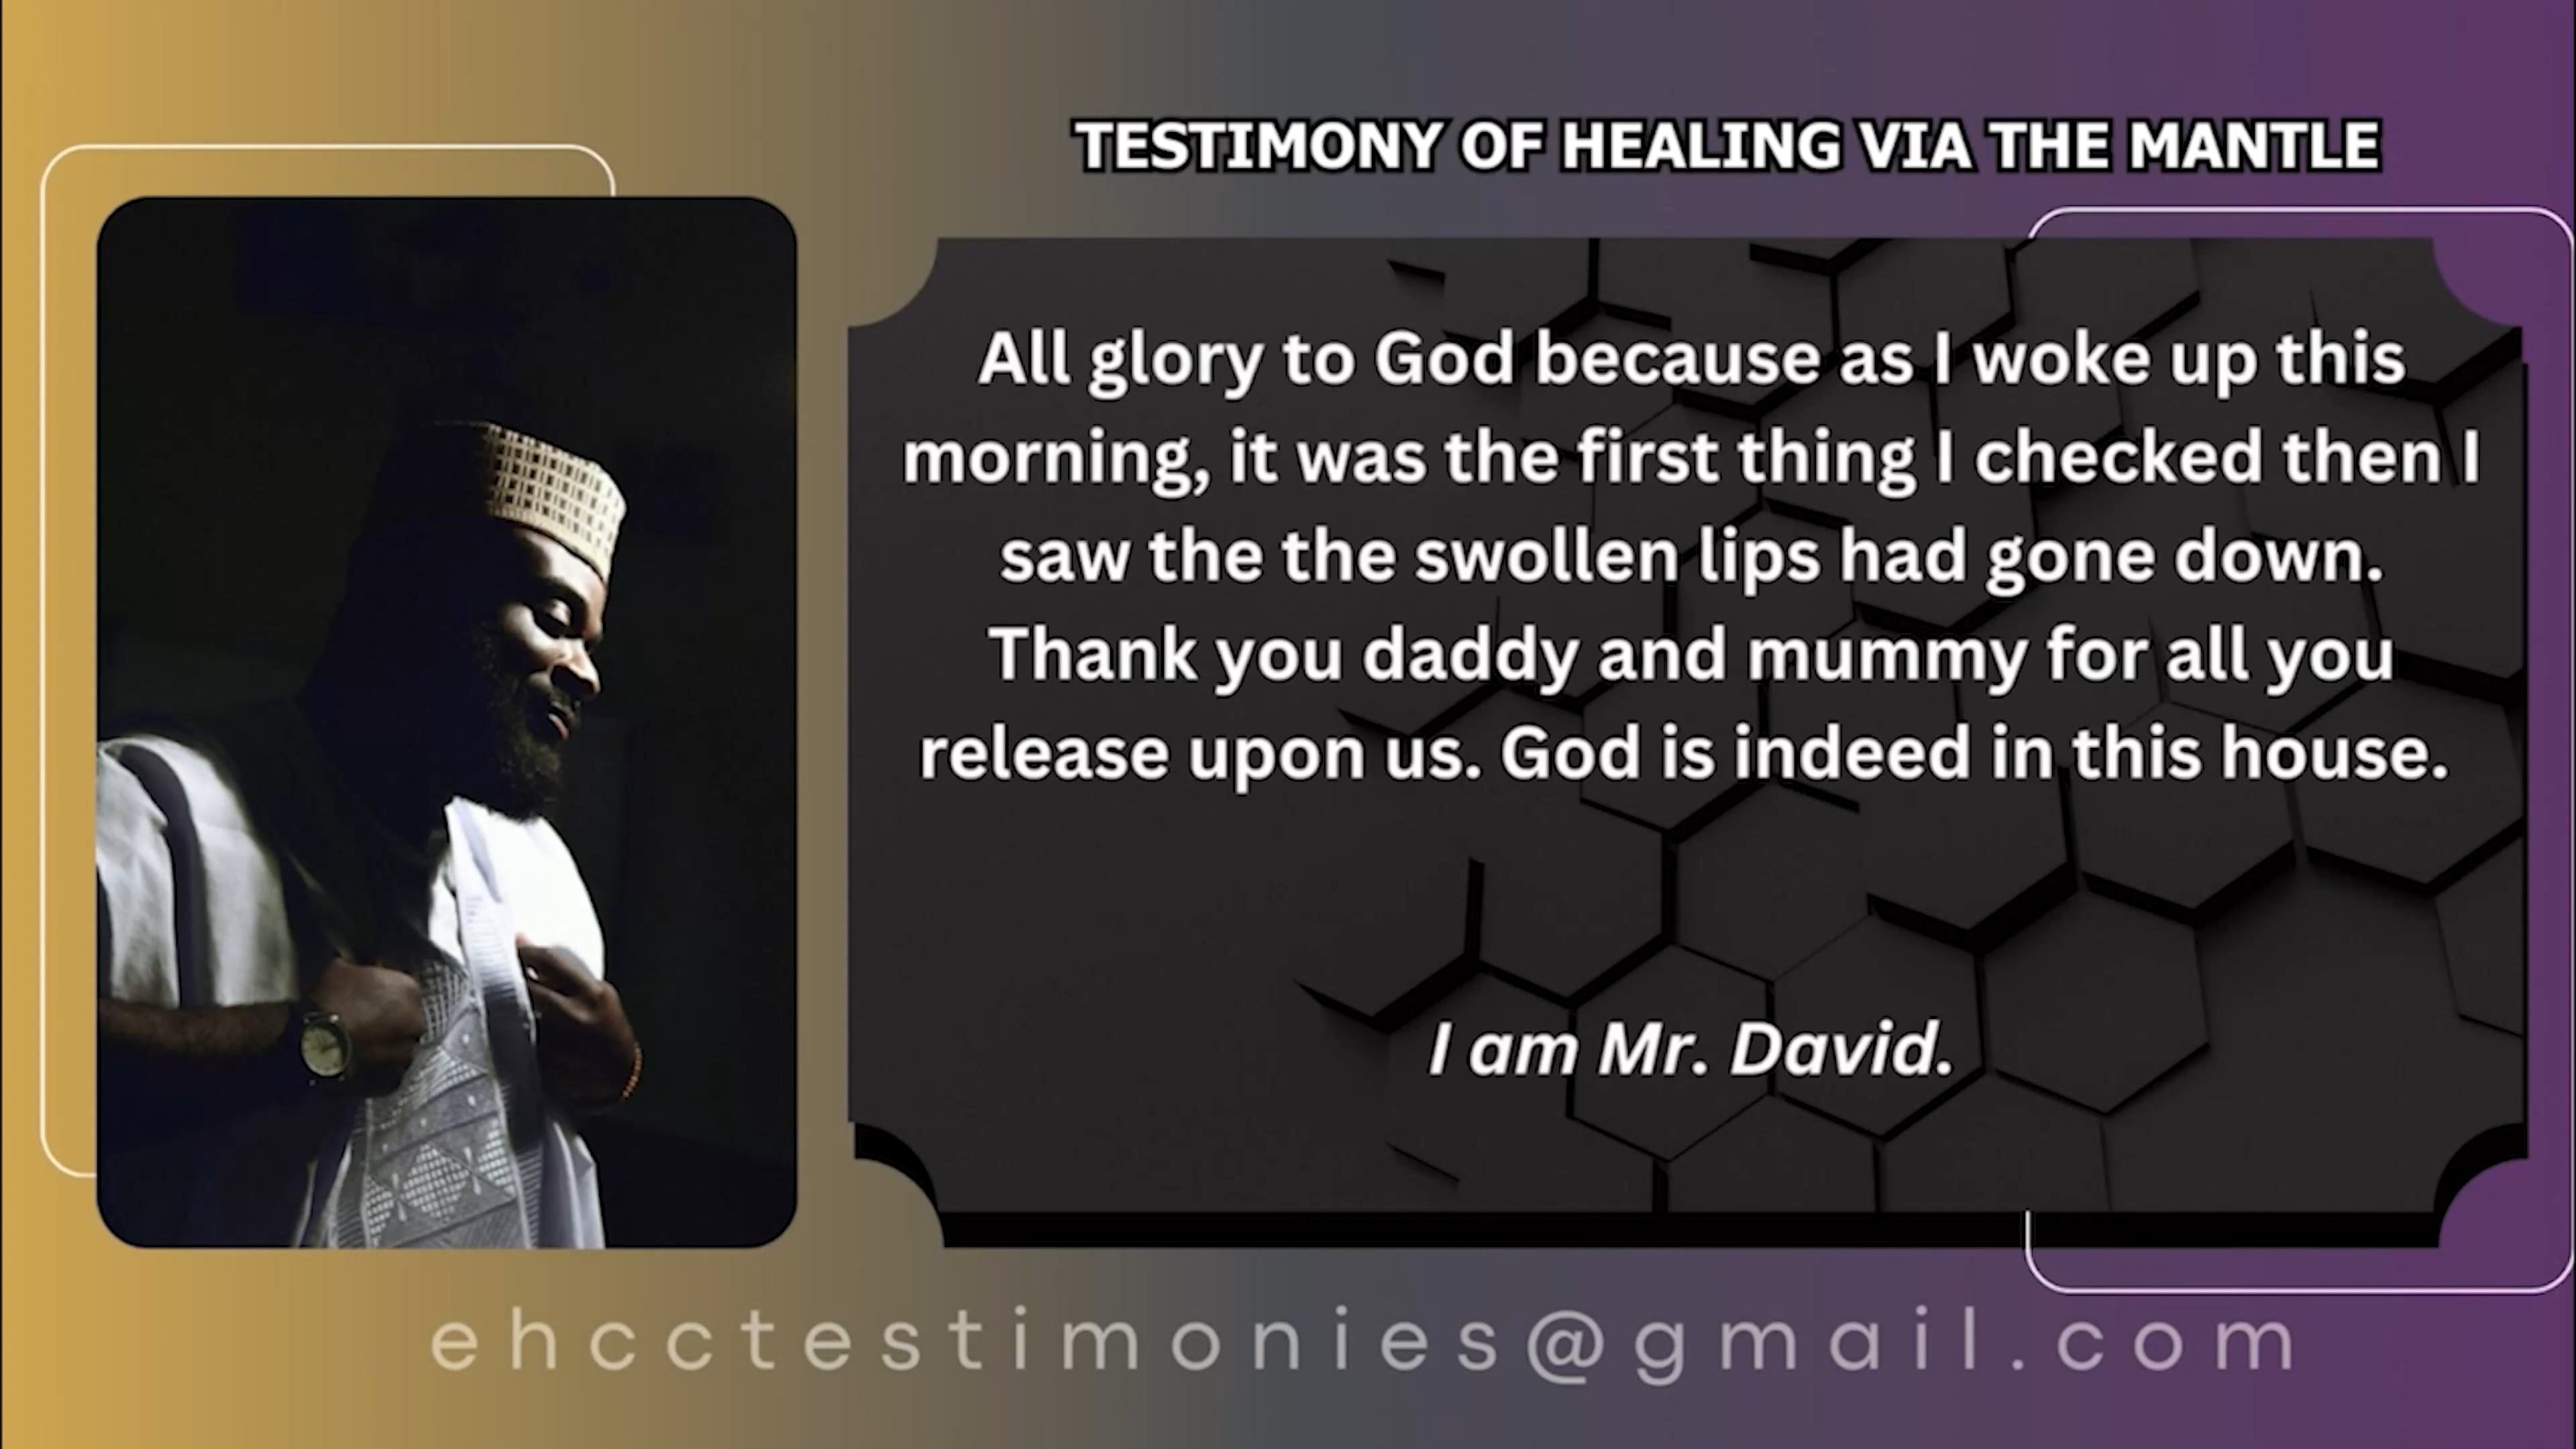 TESTIMONY OF HEALING VIA THE MANTLE
All glory to God because as I woke up this
morning, it was the first thing I checked then I
saw the the swollen lips had gone down.
Thank you daddy and mummy for all you
release upon us. God is indeed in this house.
I am Mr. David.
ehcctestimonies@gmail.com